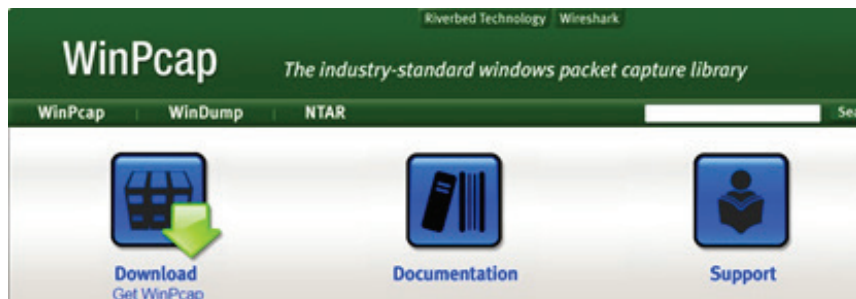 Riverbed Technology Wireshark
WinPcap
The industry-standard windows packet capture library
WinPcap WinDump NTAR Sea
Download Documentation Support
Get WinPcap